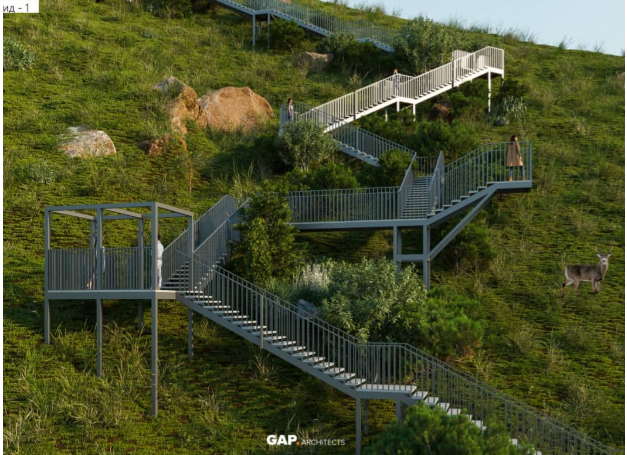 ид - 1
GAP. ARCHITECTS